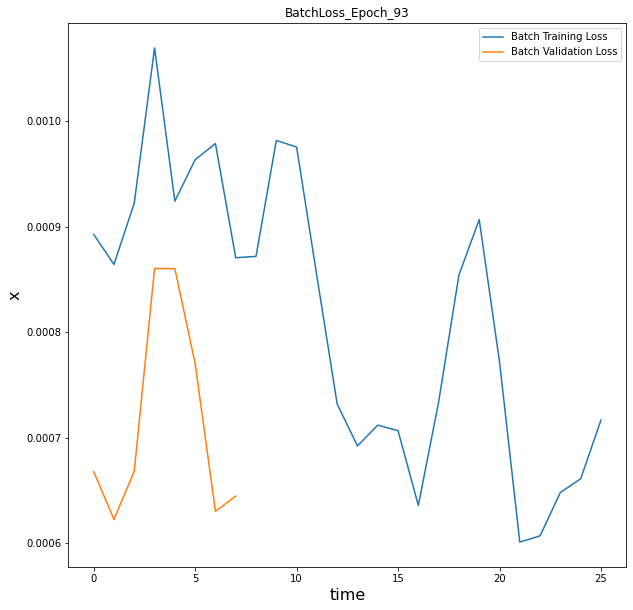 BatchLoss_Epoch_93
Batch Training Loss
Batch Validation Loss
0.0010
0.0009
0.0008
0.0007
0.0006
x
0 5 10 15 20 25
time